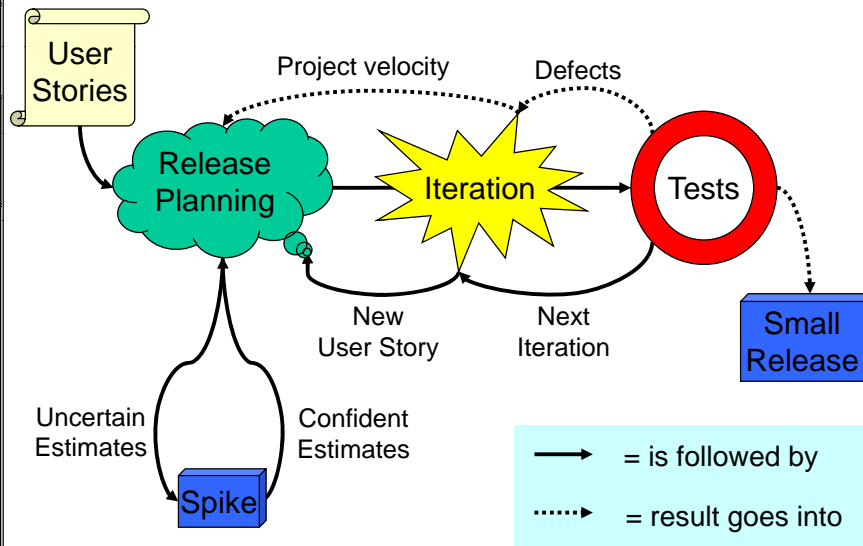 User
Stories
Project velocity
Defects
Release
Planning
Iteration
Tests
New
User Story
Next
Iteration
Small
Release
Uncertain
Estimates
Confident
Estimates
Spike
= is followed by
= result goes into